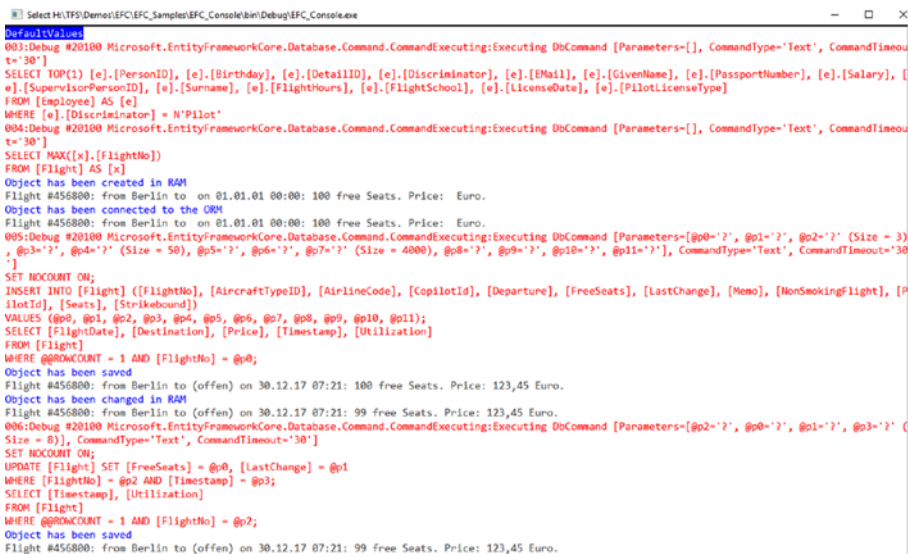 Select H:\TFS\Demos\EFC\EFC_Samples\EFC_Console\bin\Debug\EFC_Console.exe
DefaultValues
003:Debug #20100 Microsoft.EntityFrameworkCore.Database.Command.CommandExecuting:Executing DbCommand [Parameters=[], CommandType='Text', CommandTimeou
t='30']
SELECT TOP(1) [e].[PersonID], [e].[Birthday], [e].[DetailID], [e].[Discriminator], [e].[EMail], [e].[GivenName], [e].[PassportNumber], [e].[Salary], [
e].[SupervisorPersonID], [e].[Surname], [e].[FlightHours], [e].[FlightSchool], [e].[LicenseDate], [e].[PilotLicenseType]
FROM [Employee] AS [e]
WHERE [e].[Discriminator] = N'Pilot'
004:Debug #20100 Microsoft.EntityFrameworkCore.Database.Command.CommandExecuting:Executing DbCommand [Parameters=[], CommandType='Text', CommandTimeou
t='30']
SELECT MAX([x].[FlightNo])
FROM [Flight] AS [x]
Object has been created in RAM
Flight #456800: from Berlin to  on 01.01.01 00:00: 100 free Seats. Price:  Euro.
Object has been connected to the ORM
Flight #456800: from Berlin to  on 01.01.01 00:00: 100 free Seats. Price:  Euro.
005:Debug #20100 Microsoft.EntityFrameworkCore.Database.Command.CommandExecuting:Executing DbCommand [Parameters=[@p0='?', @p1='?', @p2='?' (Size = 3)
, @p3='?', @p4='?' (Size = 50), @p5='?', @p6='?', @p7='?' (Size = 4000), @p8='?', @p9='?', @p10='?', @p11='?'], CommandType='Text', CommandTimeout='30
']
SET NOCOUNT ON;
INSERT INTO [Flight] ([FlightNo], [AircraftTypeID], [AirlineCode], [CopilotId], [Departure], [FreeSeats], [LastChange], [Memo], [NonSmokingFlight], [P
ilotId], [Seats], [Strikebound])
VALUES (@p0, @p1, @p2, @p3, @p4, @p5, @p6, @p7, @p8, @p9, @p10, @p11);
SELECT [FlightDate], [Destination], [Price], [Timestamp], [Utilization]
FROM [Flight]
WHERE @@ROWCOUNT = 1 AND [FlightNo] = @p0;
Object has been saved
Flight #456800: from Berlin to (offen) on 30.12.17 07:21: 100 free Seats. Price: 123,45 Euro.
Object has been changed in RAM
Flight #456800: from Berlin to (offen) on 30.12.17 07:21: 99 free Seats. Price: 123,45 Euro.
006:Debug #20100 Microsoft.EntityFrameworkCore.Database.Command.CommandExecuting:Executing DbCommand [Parameters=[@p2='?', @p0='?', @p1='?', @p3='?' (
Size = 8)], CommandType='Text', CommandTimeout='30']
SET NOCOUNT ON;
UPDATE [Flight] SET [FreeSeats] = @p0, [LastChange] = @p1
WHERE [FlightNo] = @p2 AND [Timestamp] = @p3;
SELECT [Timestamp], [Utilization]
FROM [Flight]
WHERE @@ROWCOUNT = 1 AND [FlightNo] = @p2;
Object has been saved
Flight #456800: from Berlin to (offen) on 30.12.17 07:21: 99 free Seats. Price: 123,45 Euro.